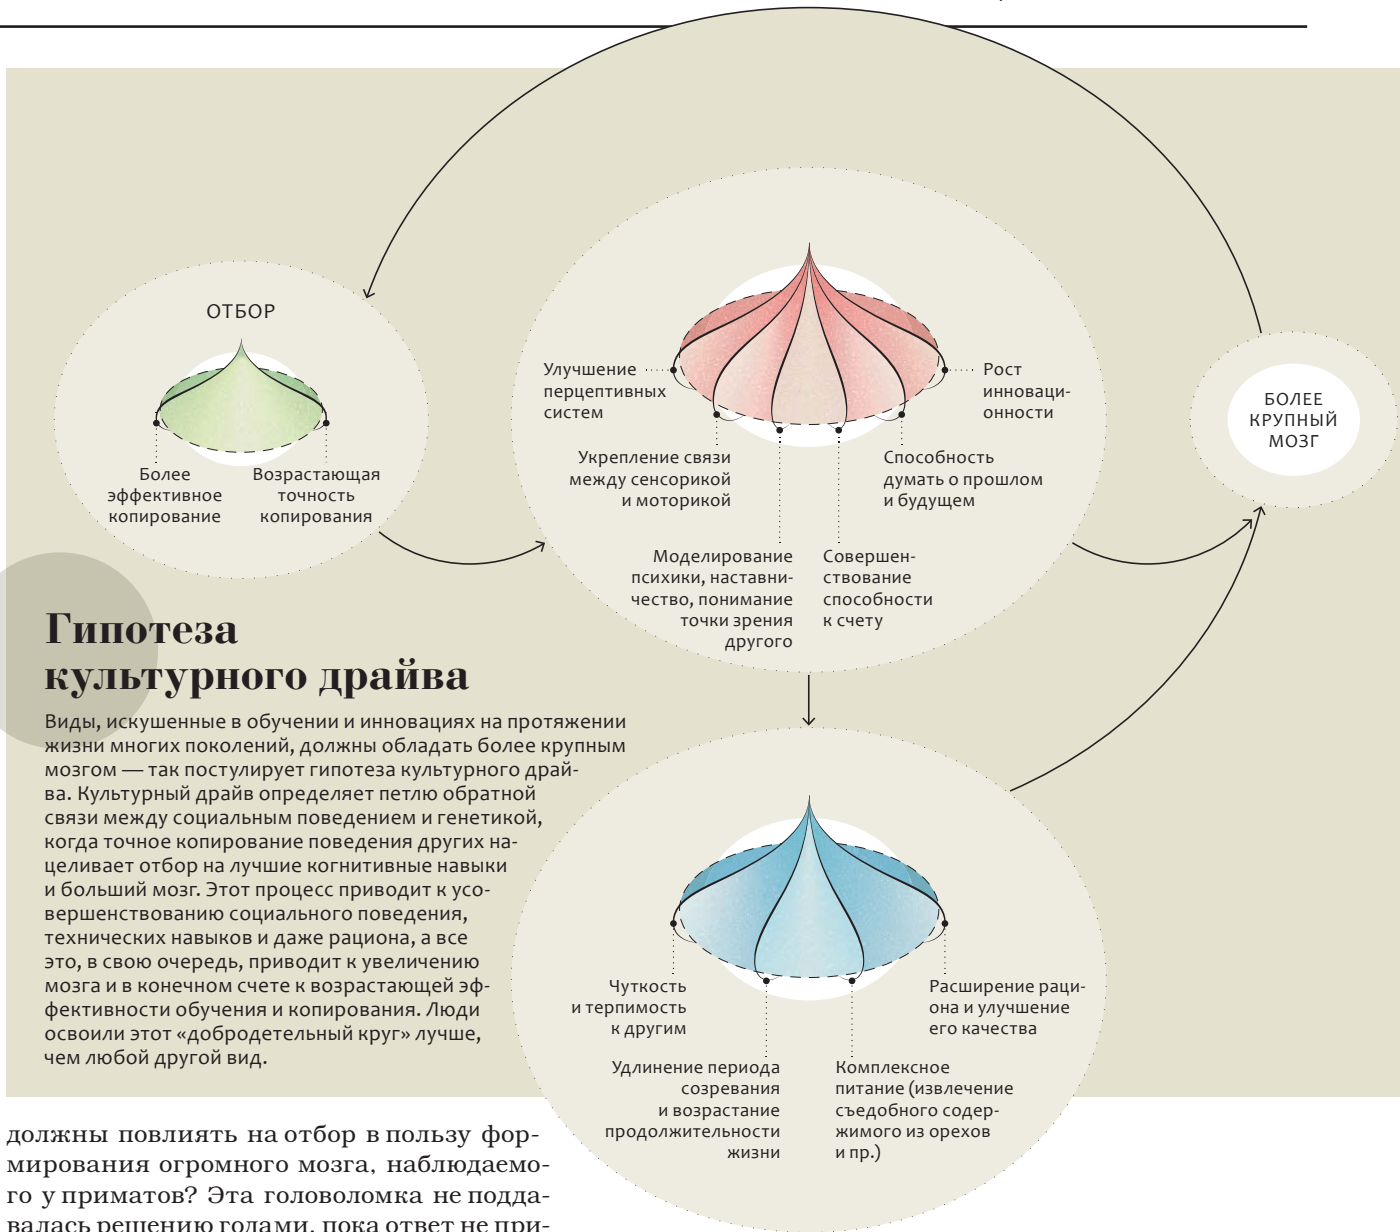 ОТБОР
Более
эффективное
копирование
Возрастающая
точность
копирования
Улучшение
перцептивных
систем
Укрепление связи
между сенсорикой
и моторикой
Моделирование
психики, наставни-
чество, понимание
точки зрения
другого
Совершен-
ствование
способности
к счету
Способность
думать о прошлом
и будущем
Рост
инноваци-
онности
БОЛЕЕ
КРУПНЫЙ
МОЗГ
Гипотеза
культурного драйва
Виды, искушенные в обучении и инновациях на протяжении
жизни многих поколений, должны обладать более крупным
мозгом — так постулирует гипотеза культурного драй-
ва. Культурный драйв определяет петлю обратной
связи между социальным поведением и генетикой,
когда точное копирование поведения других на-
целивает отбор на лучшие когнитивные навыки
и больший мозг. Этот процесс приводит к усо-
вершенствованию социального поведения,
технических навыков и даже рациона, а все
это, в свою очередь, приводит к увеличению
мозга и в конечном счете к возрастающей эф-
фективности обучения и копирования. Люди
освоили этот «добродетельный круг» лучше,
чем любой другой вид.
Чуткость
и терпимость
к другим
Удлинение периода
созревания
и возрастание
продолжительности
жизни
Комплексное
питание (извлечение
съедобного содер-
жимого из орехов
и пр.)
Расширение раци-
она и улучшение
его качества
должны повлиять на отбор в пользу фор-
мирования огромного мозга, наблюдаемо-
го у приматов? Эта головоломка не подда-
валась решению годами, пока ответ не при-